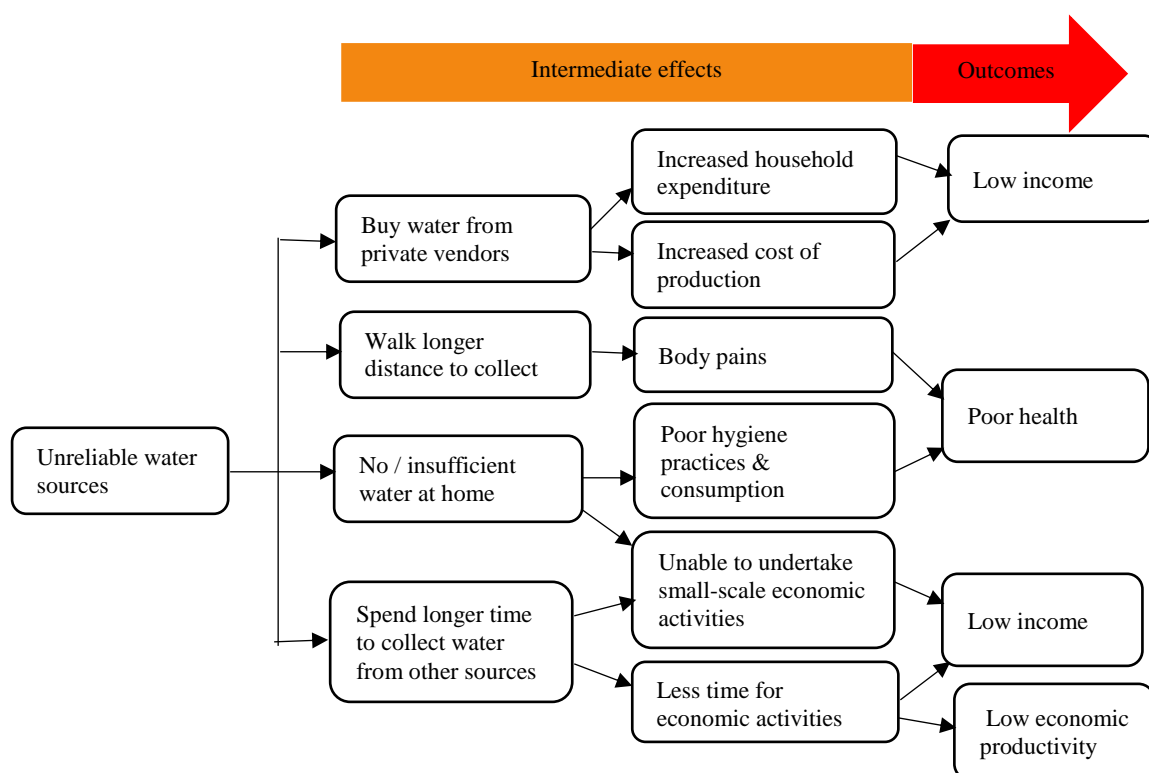 Intermediate effects
Outcomes
Increased household
expenditure
Low income
Buy water from
private vendors
Increased cost of
production
Walk longer
distance to collect
Body pains
Poor health
Unreliable water
sources
No / insufficient
water at home
Poor hygiene
practices &
consumption
Unable to undertake
small-scale economic
activities
Spend longer time
to collect water
from other sources
Low income
Less time for
economic activities
Low economic
productivity